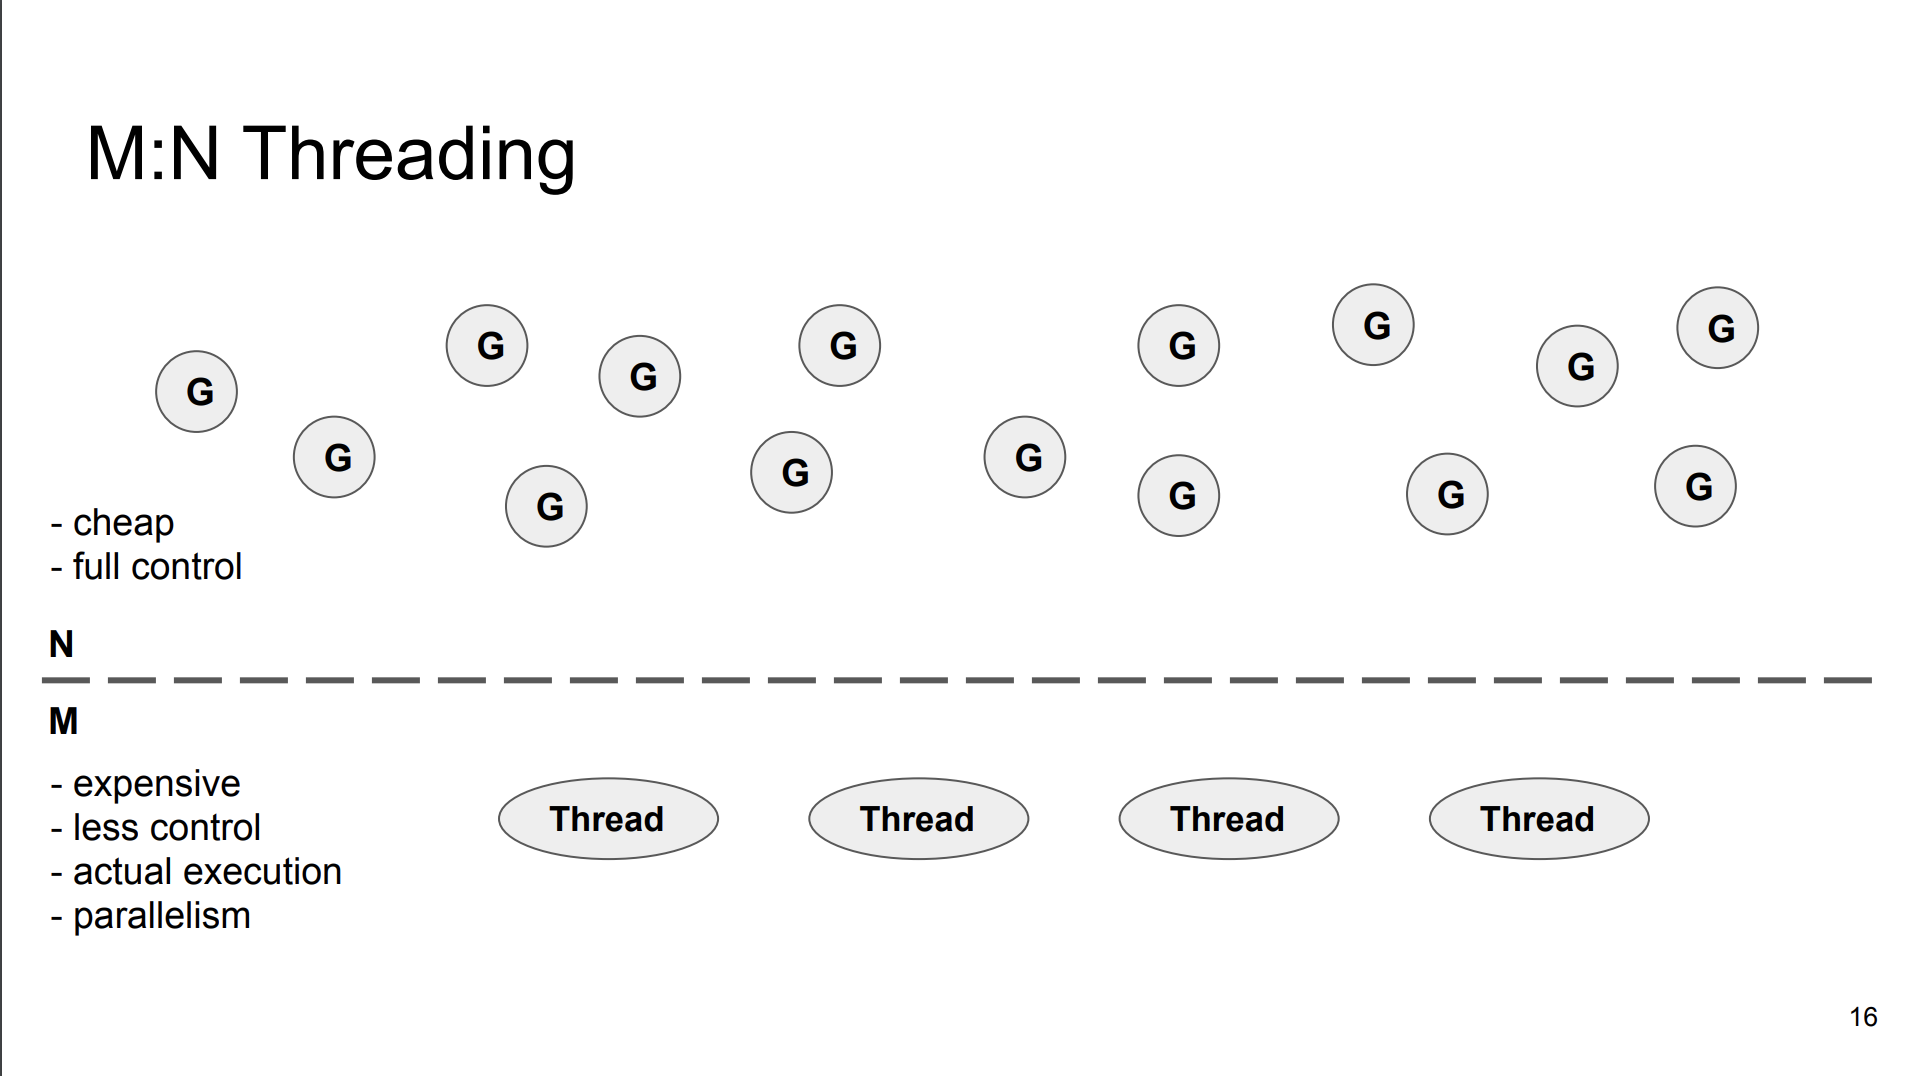 M:N Threading
G
G
G
G
G
G
G
G
G
G
G
G
G
G
- cheap
- full control
N
M
- expensive
- less control
- actual execution
- parallelism
Thread Thread Thread Thread
16